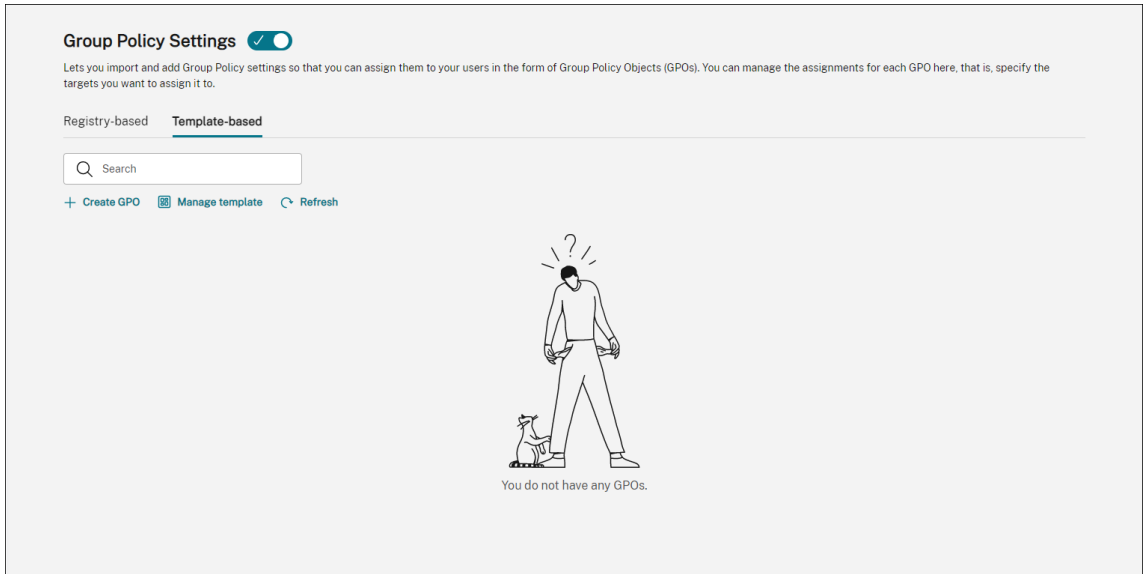 Group Policy Settings
Lets you import and add Group Policy settings so that you can assign them to your users in the form of Group Policy Objects (GPOs). You can manage the assignments for each GPO here, that is, specify the
targets you want to assign it to.
Registry-based Template-based
Search
Create GPO Manage template Refresh
?
You do not have any GPOs.